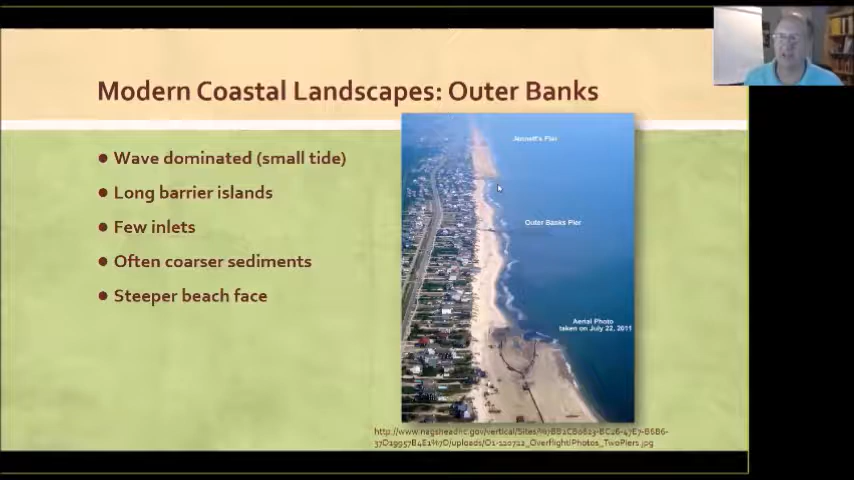 Modern Coastal Landscapes: Outer Banks
Wave dominated (small tide)
Long barrier islands
Few inlets
Often coarser sediments
Steeper beach face
Jennett's Pier
Outer Banks Pier
Aerial Photo
taken on July 22, 2011